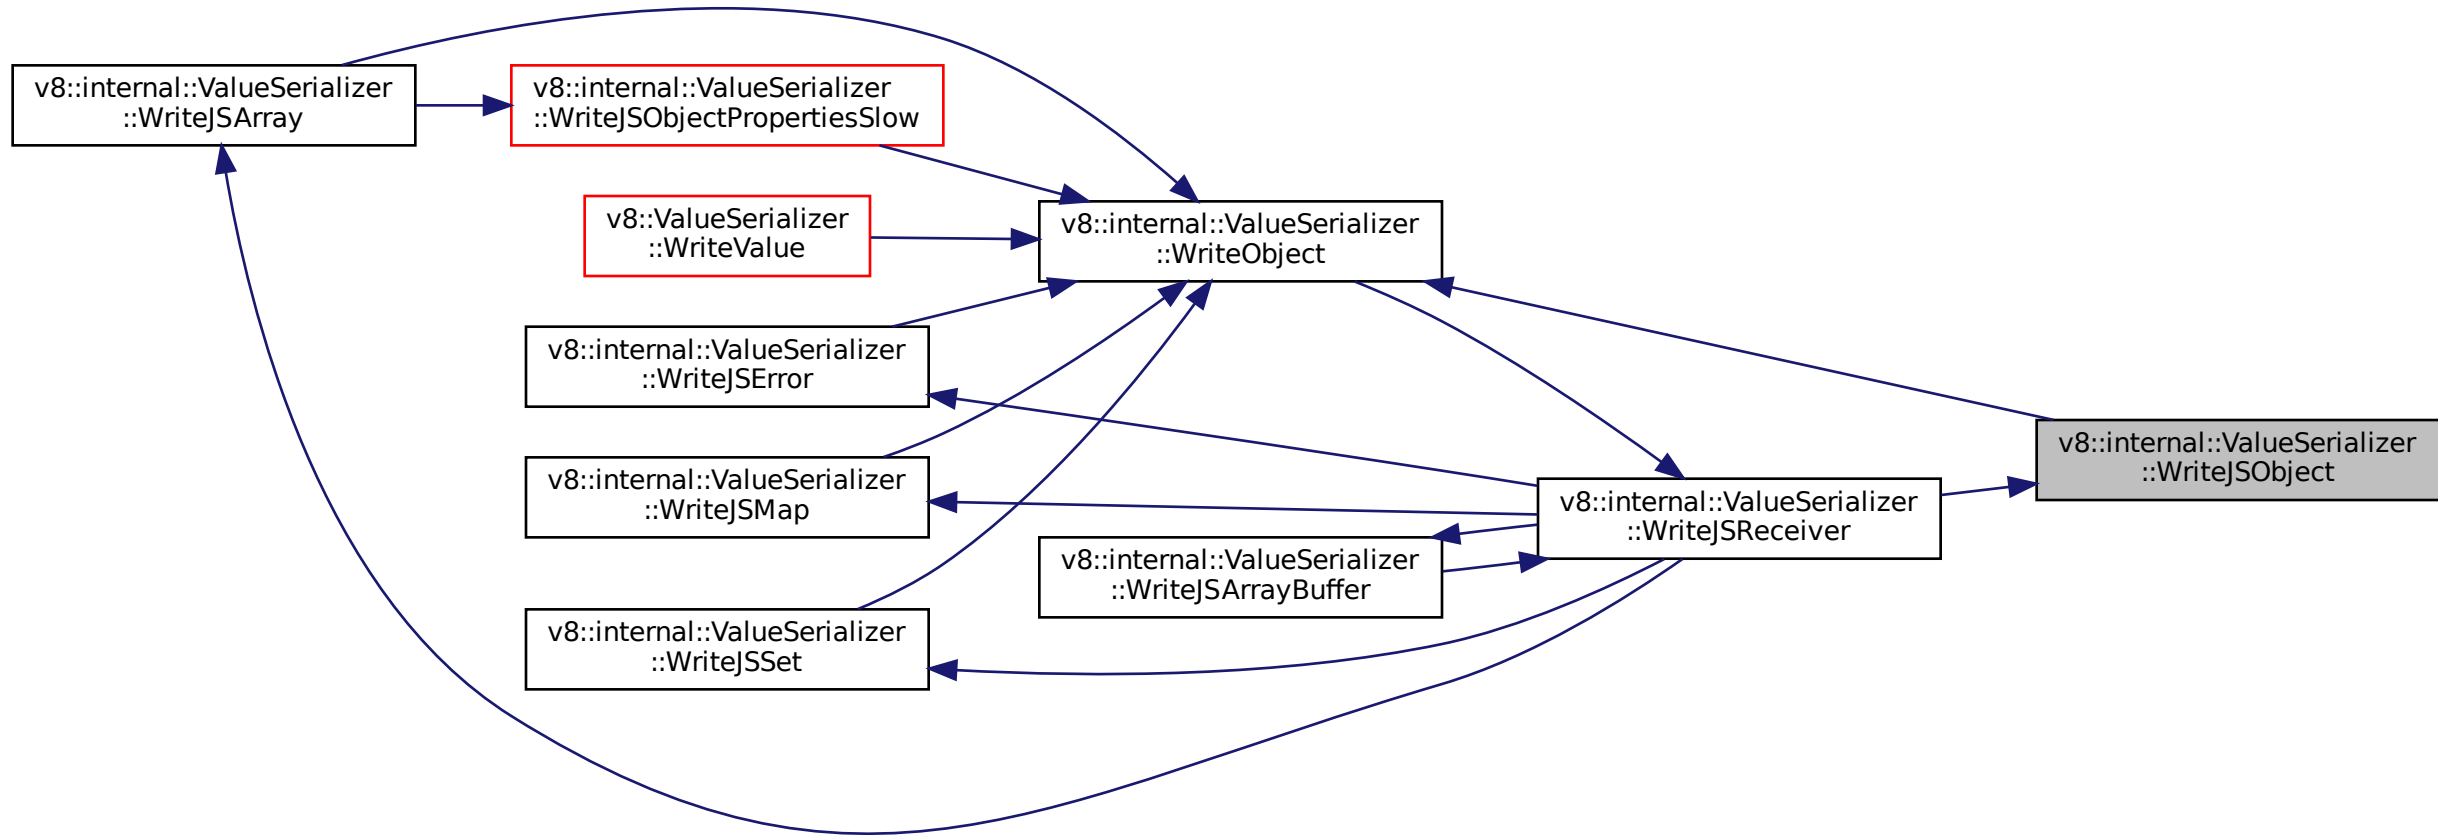 v8::internal::ValueSerializer
::WriteJSArray
v8::internal::ValueSerializer
::WriteJSObjectPropertiesSlow
v8::ValueSerializer
::WriteValue
v8::internal::ValueSerializer
::WriteObject
v8::internal::ValueSerializer
::WriteJSError
v8::internal::ValueSerializer
::WriteJSMap
v8::internal::ValueSerializer
::WriteJSArrayBuffer
v8::internal::ValueSerializer
::WriteJSSet
v8::internal::ValueSerializer
::WriteJSReceiver
v8::internal::ValueSerializer
::WriteJSObject